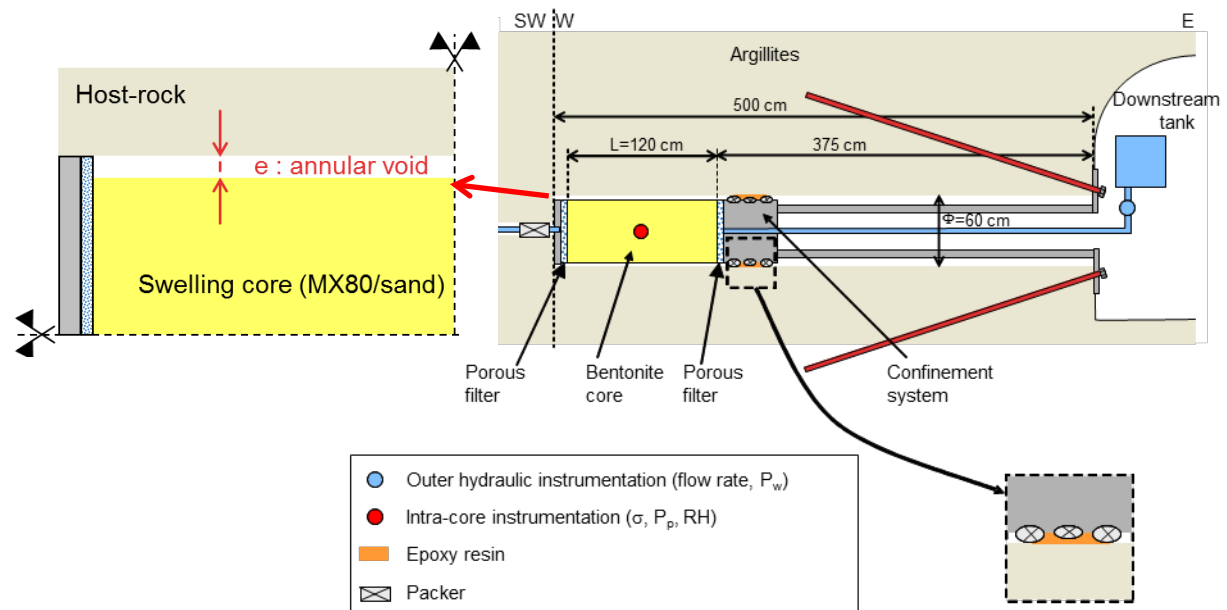 SW W
E
Argillites
Host-rock
500 cm
Downstream
tank
L=120 cm
375 cm
e : annular void
Φ=60 cm
Swelling core (MX80/sand)
Porous
filter
Bentonite
core
Porous
filter
Confinement
system
Outer hydraulic instrumentation (flow rate, Pw)
Intra-core instrumentation (σ, Pp, RH)
Epoxy resin
Packer